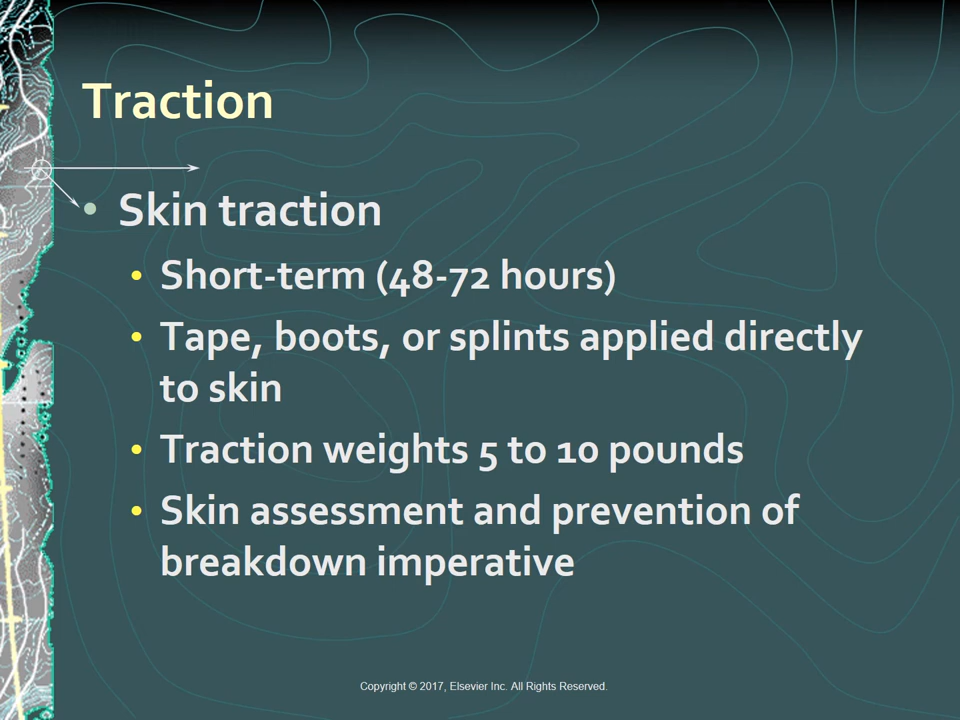 Traction
• Skin traction
• Short-term (48-72 hours)
• Tape, boots, or splints applied directly
to skin
• Traction weights 5 to 10 pounds
• Skin assessment and prevention of
breakdown imperative
Copyright © 2017, Elsevier Inc. All Rights Reserved.